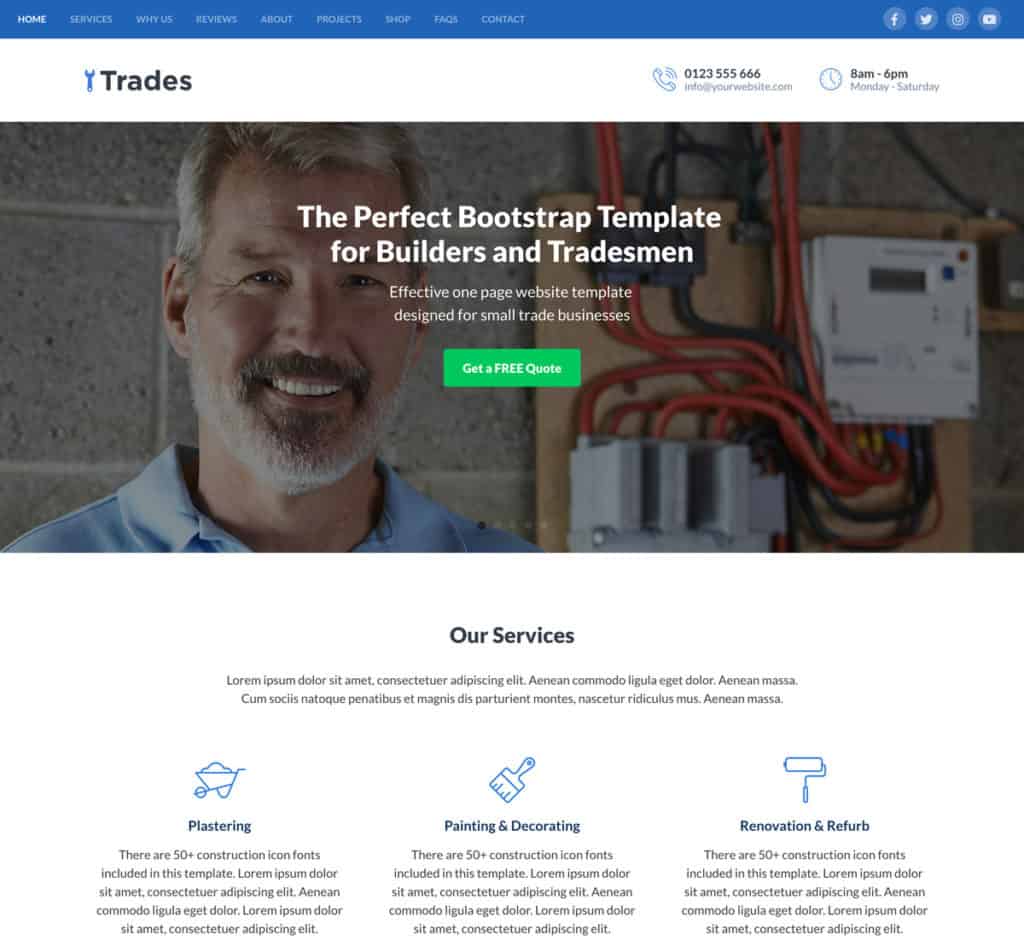 HOME SERVICES WHY US REVIEWS ABOUT PROJECTS SHOP FAQS CONTACT
Trades
0123 555 666
info@yourwebsite.com
8am - 6pm
Monday - Saturday
The Perfect Bootstrap Template
for Builders and Tradesmen
Effective one page website template
designed for small trade businesses
Get a FREE Quote
Our Services
Lorem ipsum dolor sit amet, consectetuer adipiscing elit. Aenean commodo ligula eget dolor. Aenean massa.
Cum sociis natoque penatibus et magnis dis parturient montes, nascetur ridiculus mus. Aenean massa.
Plastering
There are 50+ construction icon fonts
included in this template. Lorem ipsum dolor
sit amet, consectetuer adipiscing elit. Aenean
commodo ligula eget dolor. Lorem ipsum dolor
sit amet, consectetuer adipiscing elit.
Painting & Decorating
There are 50+ construction icon fonts
included in this template. Lorem ipsum dolor
sit amet, consectetuer adipiscing elit. Aenean
commodo ligula eget dolor. Lorem ipsum dolor
sit amet, consectetuer adipiscing elit.
Renovation & Refurb
There are 50+ construction icon fonts
included in this template. Lorem ipsum dolor
sit amet, consectetuer adipiscing elit. Aenean
commodo ligula eget dolor. Lorem ipsum dolor
sit amet, consectetuer adipiscing elit.